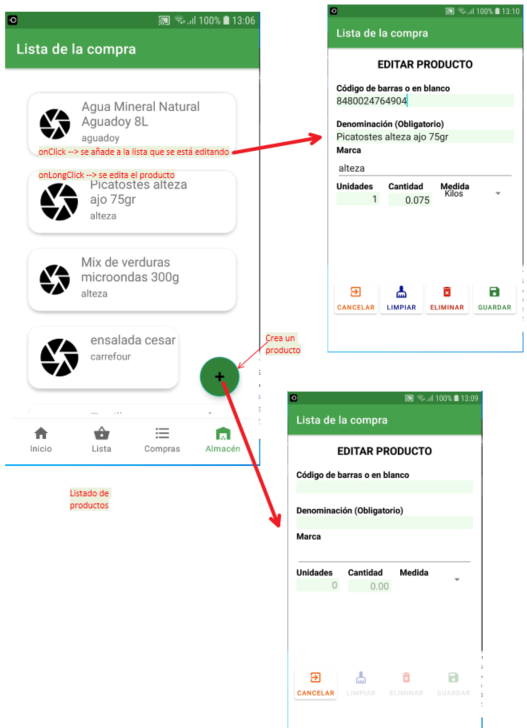 100% 13:06
Lista de la compra
Agua Mineral Natural
Aguadoy 8L
aguadoy
onClick --> se añade a la lista que se está editando
onLongClick --> se edita el producto
Picatostes alteza
ajo 75gr
alteza
Mix de verduras
microondas 300g
alteza
ensalada cesar
carrefour
+
Crea un
producto
Inicio
Lista
Compras
Almacén
Listado de
productos
100% 13:10
Lista de la compra
EDITAR PRODUCTO
Código de barras o en blanco
8480024764904
Denominación (Obligatorio)
Picatostes alteza ajo 75gr
Marca
alteza
Unidades Cantidad Medida
1 0.075 Kilos
CANCELAR LIMPIAR ELIMINAR GUARDAR
100% 13:09
Lista de la compra
EDITAR PRODUCTO
Código de barras o en blanco
Denominación (Obligatorio)
Marca
Unidades Cantidad Medida
0 0.00
CANCELAR LIMPIAR ELIMINAR GUARDAR